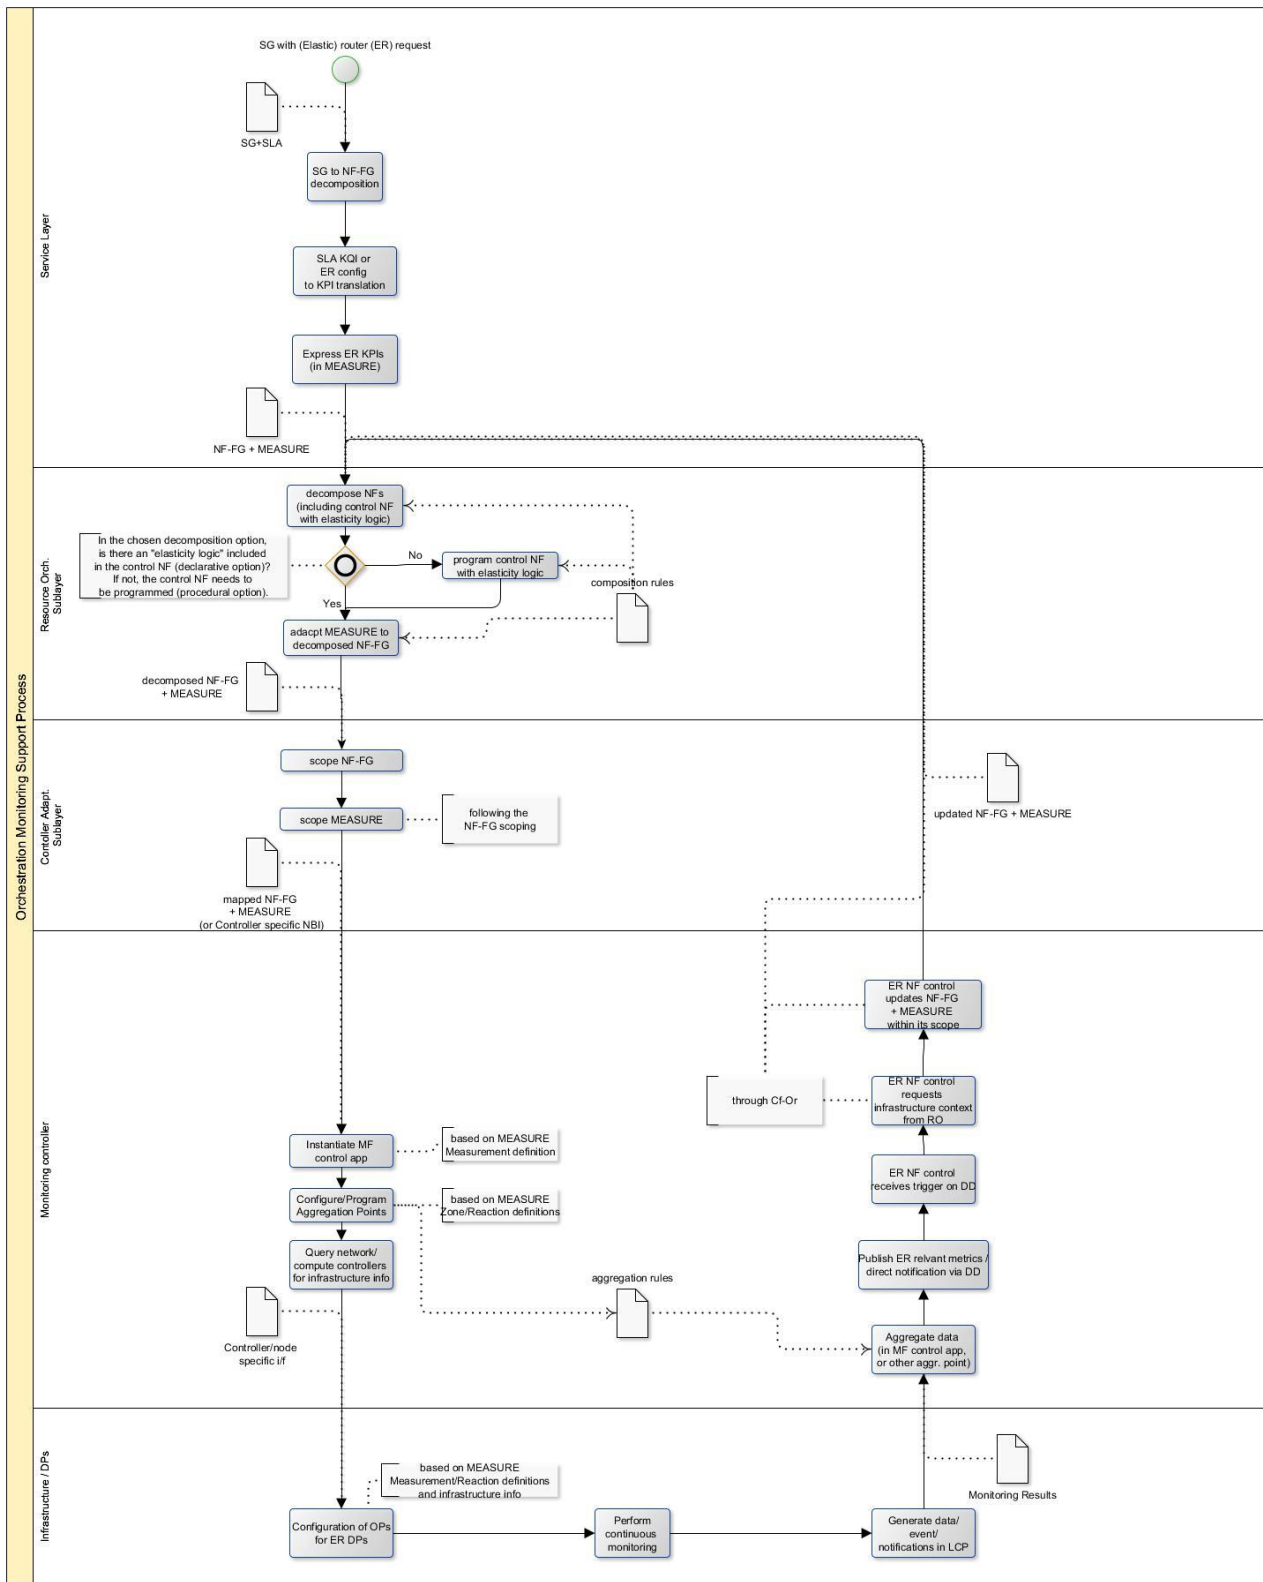 Orchestration Monitoring Support Process
Service Layer
SG with (Elastic) router (ER) request
SG+SLA
SG to NF-FG
decomposition
SLA KQI or
ER config
to KPI translation
Express ER KPIs
(in MEASURE)
NF-FG + MEASURE
Resource Orch.
Sublayer
decompose NFs
(including control NF
with elasticity logic)
In the chosen decomposition option,
is there an "elasticity logic" included
in the control NF (declarative option)?
If not, the control NF needs to
be programmed (procedural option).
No
program control NF
with elasticity logic
Yes
composition rules
adacpt MEASURE to
decomposed NF-FG
decomposed NF-FG
+ MEASURE
Contoller Adapt.
Sublayer
scope NF-FG
scope MEASURE
following the
NF-FG scoping
mapped NF-FG
+ MEASURE
(or Controller specific NBI)
updated NF-FG + MEASURE
Monitoring controller
ER NF control
updates NF-FG
+ MEASURE
within its scope
ER NF control
requests
infrastructure context
from RO
through Cf-Or
Instantiate MF
control app
based on MEASURE
Measurement definition
ER NF control
receives trigger on DD
Configure/Program
Aggregation Points
based on MEASURE
Zone/Reaction definitions
Query network/
compute controllers
for infrastructure info
Publish ER relvant metrics /
direct notification via DD
aggregation rules
Controller/node
specific i/f
Aggregate data
(in MF control app,
or other aggr. point)
Infrastructure / DPs
based on MEASURE
Measurement/Reaction definitions
and infrastructure info
Monitoring Results
Configuration of OPs
for ER DPs
Perform
continuous
monitoring
Generate data/
event/
notifications in LCP